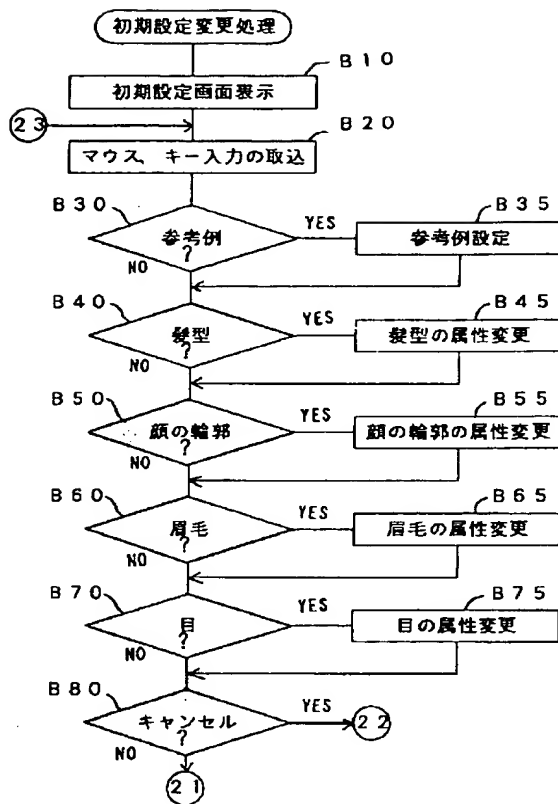 初期設定変更処理
B10
初期設定画面表示
23
B20
マウス、キー入力の取込
B30
参考例
?
YES
NO
B35
参考例設定
B40
髪型
?
YES
NO
B45
髪型の属性変更
B50
顔の輪郭
?
YES
NO
B55
顔の輪郭の属性変更
B60
眉毛
?
YES
NO
B65
眉毛の属性変更
B70
目
?
YES
NO
B75
目の属性変更
B80
キャンセル
?
YES
22
NO
21